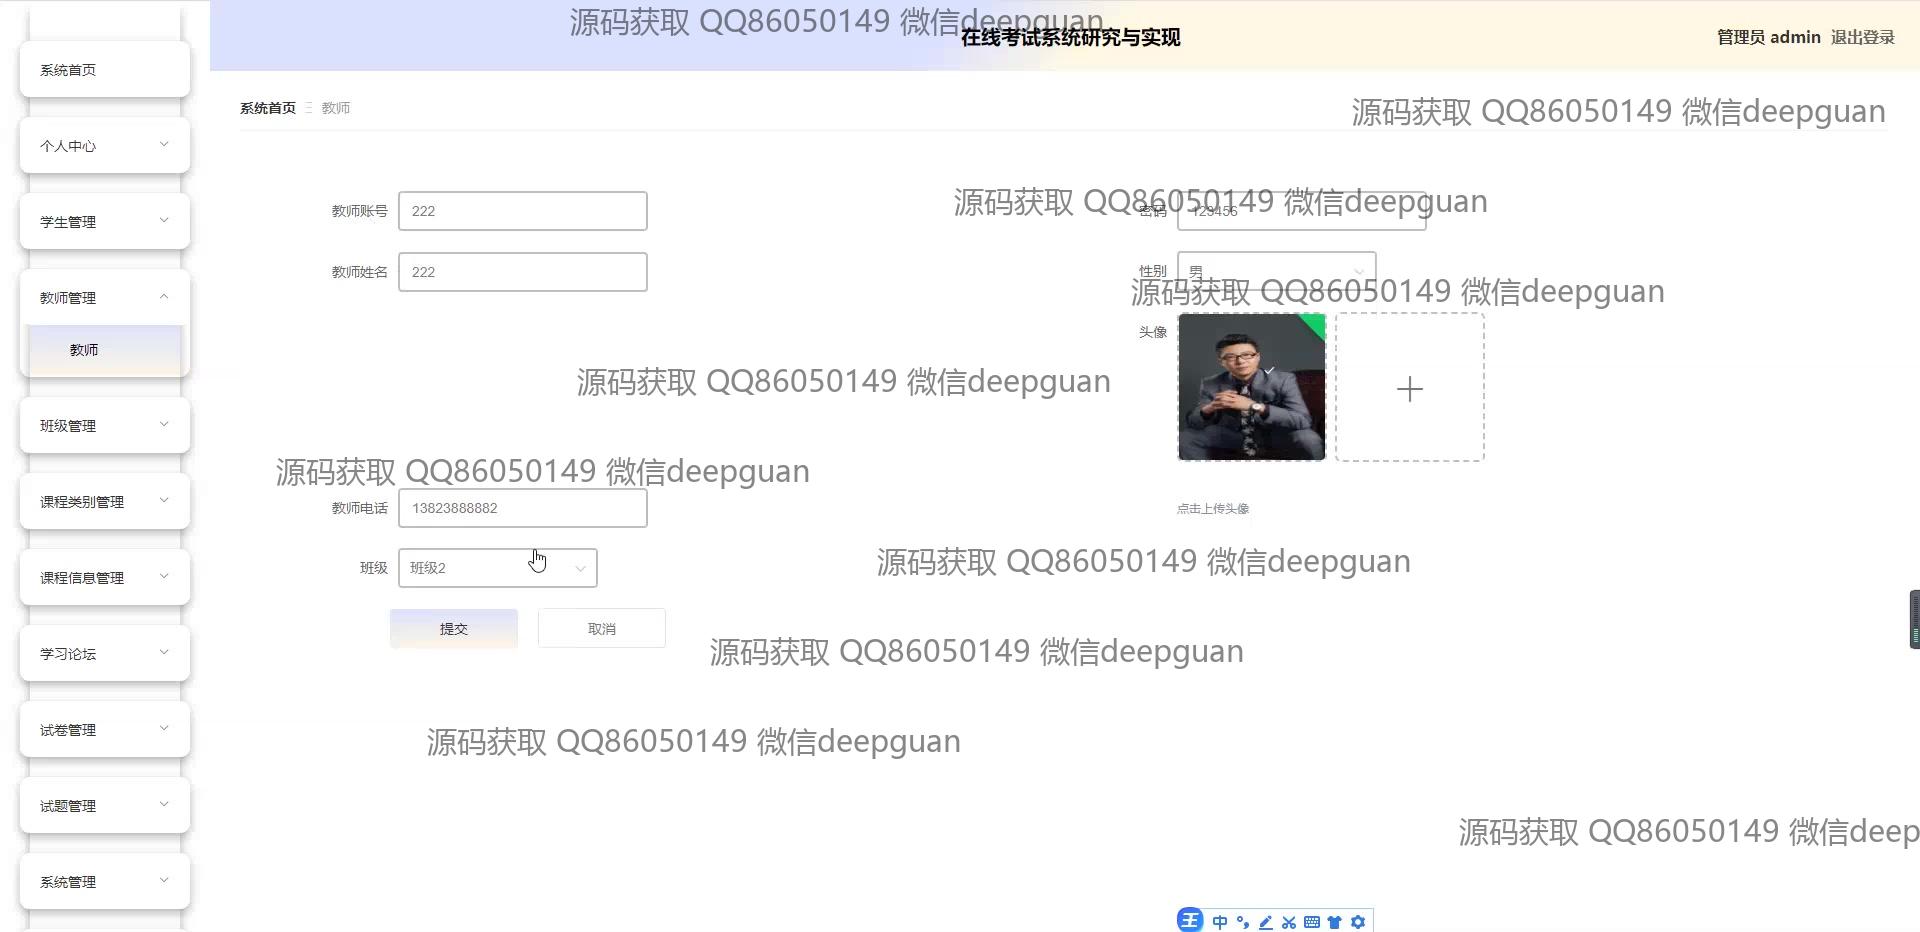 源码获取 QQ86050149 微信deepguan
在线考试系统研究与实现
管理员 admin 退出登录
系统首页
系统首页 教师
源码获取 QQ86050149 微信deepguan
个人中心
学生管理
教师账号 222
源码获取 QQ86050149 微信deepguan
密码 123456
教师姓名 222
性别 男
源码获取 QQ86050149 微信deepguan
教师管理
头像
教师
源码获取 QQ86050149 微信deepguan
班级管理
源码获取 QQ86050149 微信deepguan
课程类别管理
教师电话 13823888882
点击上传头像
源码获取 QQ86050149 微信deepguan
班级 班级2
课程信息管理
提交 取消
源码获取 QQ86050149 微信deepguan
学习论坛
试卷管理
源码获取 QQ86050149 微信deepguan
试题管理
源码获取 QQ86050149 微信deep
系统管理
王 中